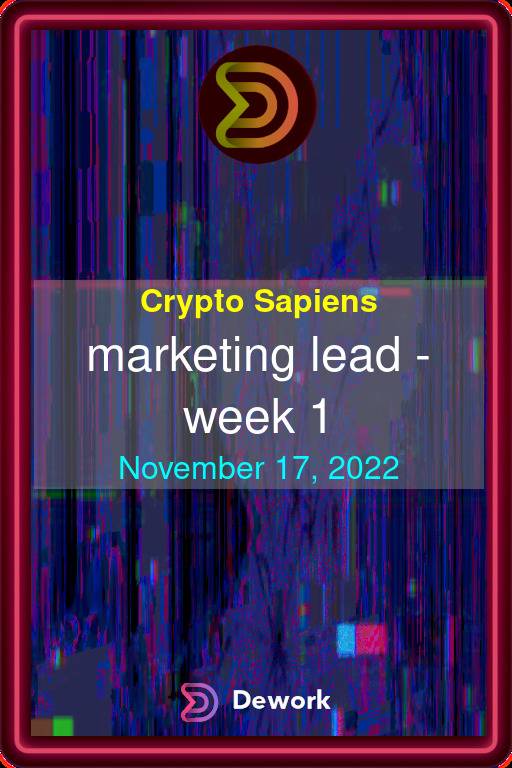 Crypto Sapiens
marketing lead -
week 1
November 17, 2022
Dework